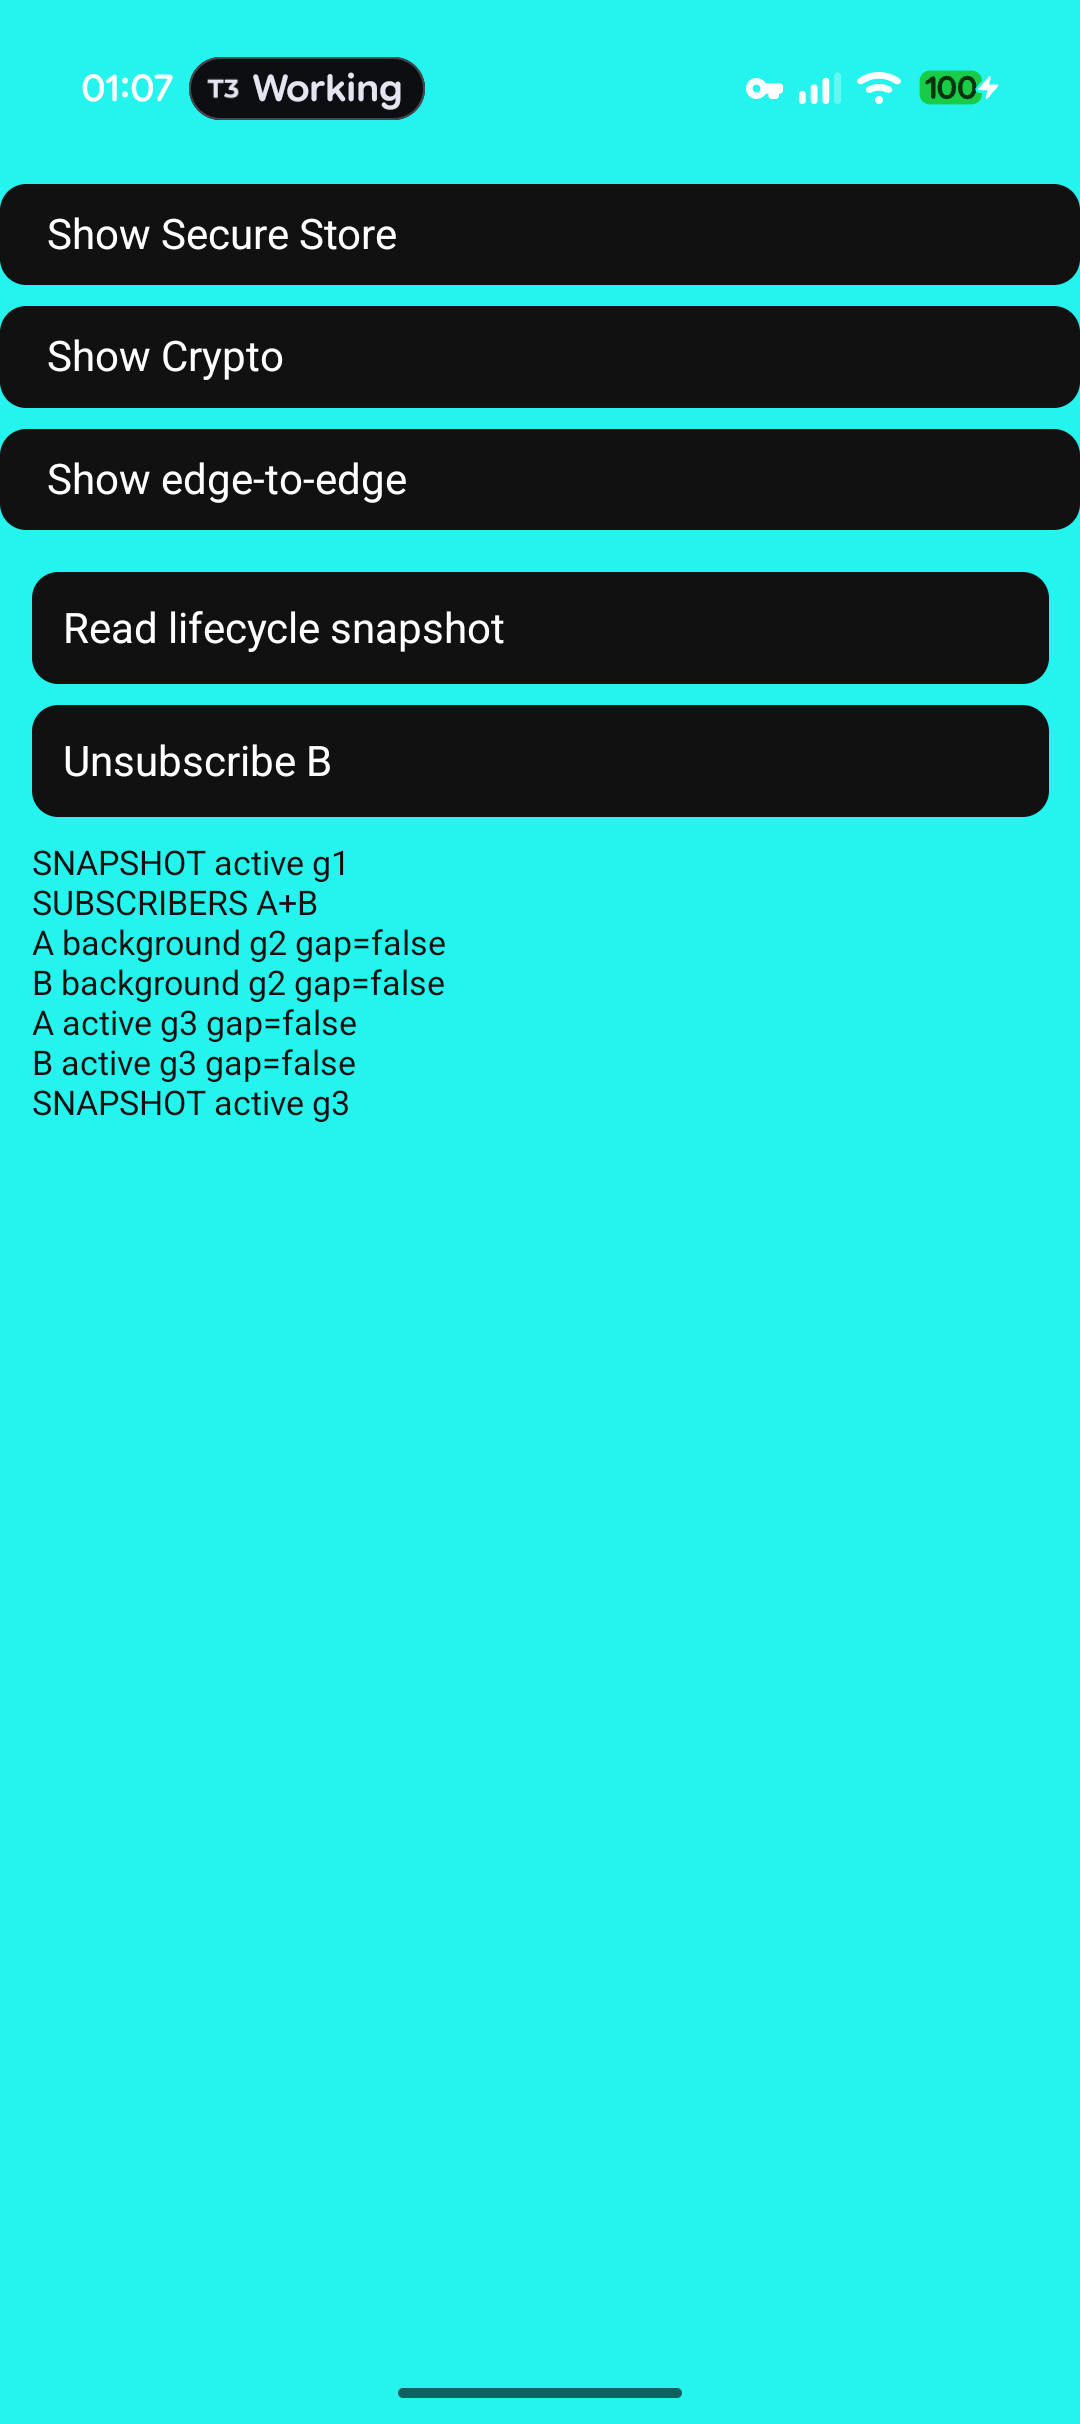 01:07 T3 Working 100
Show Secure Store
Show Crypto
Show edge-to-edge
Read lifecycle snapshot
Unsubscribe B
SNAPSHOT active g1
SUBSCRIBERS A+B
A background g2 gap=false
B background g2 gap=false
A active g3 gap=false
B active g3 gap=false
SNAPSHOT active g3